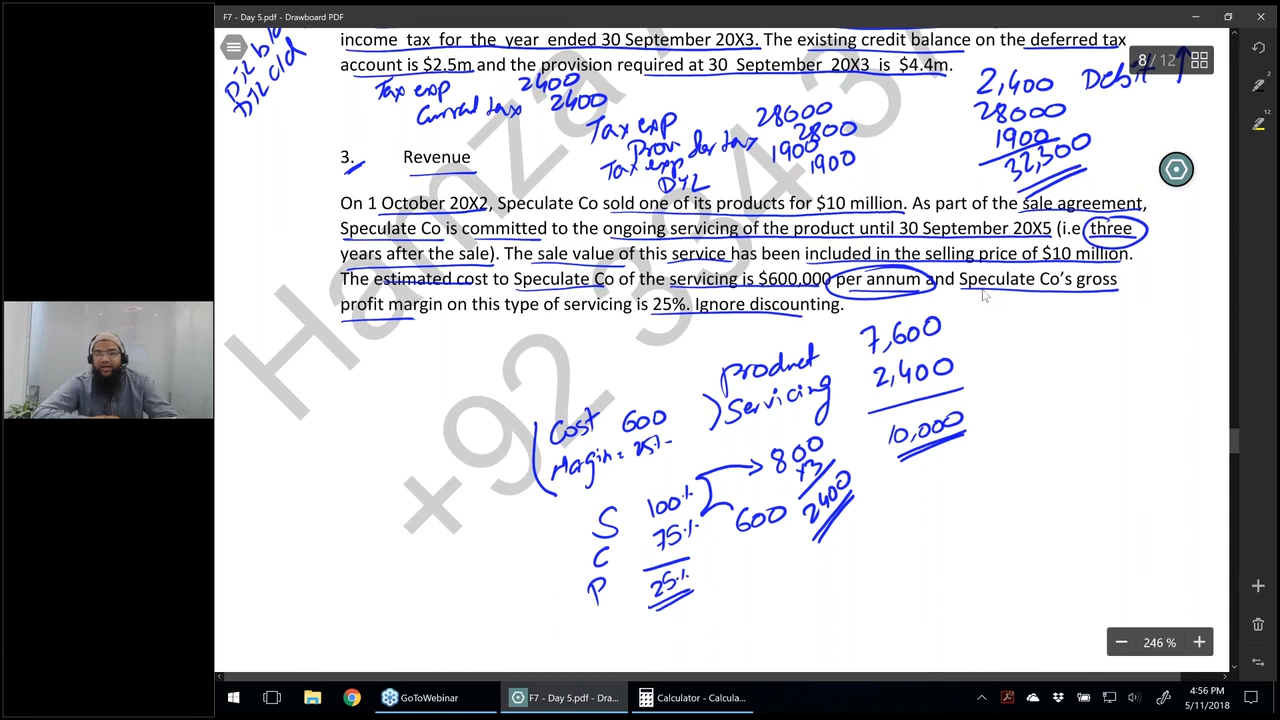 F7 - Day 5.pdf - Drawboard PDF
income tax for the year ended 30 September 20X3. The existing credit balance on the deferred tax
account is $2.5m and the provision required at 30 September 20X3 is $4.4m.
8 / 12
DTL b/d
DTL c/d
Tax exp 2400
Current tax 2400
Tax exp 28000
Prov for tax 2800
Tax exp 1900
DTL 1900
2,400 Debit ↑
28000
1900
32,300
3. Revenue
On 1 October 20X2, Speculate Co sold one of its products for $10 million. As part of the sale agreement,
Speculate Co is committed to the ongoing servicing of the product until 30 September 20X5 (i.e three
years after the sale). The sale value of this service has been included in the selling price of $10 million.
The estimated cost to Speculate Co of the servicing is $600,000 per annum and Speculate Co's gross
profit margin on this type of servicing is 25%. Ignore discounting.
Product 7,600
Servicing 2,400
10,000
Cost 600
Margin = 25%
S 100% 800
x3
C 75% 600 2400
P 25%
Hamza
+92 334 3
246 %
GoToWebinar
F7 - Day 5.pdf - Dra...
Calculator - Calcula...
4:56 PM
5/11/2018